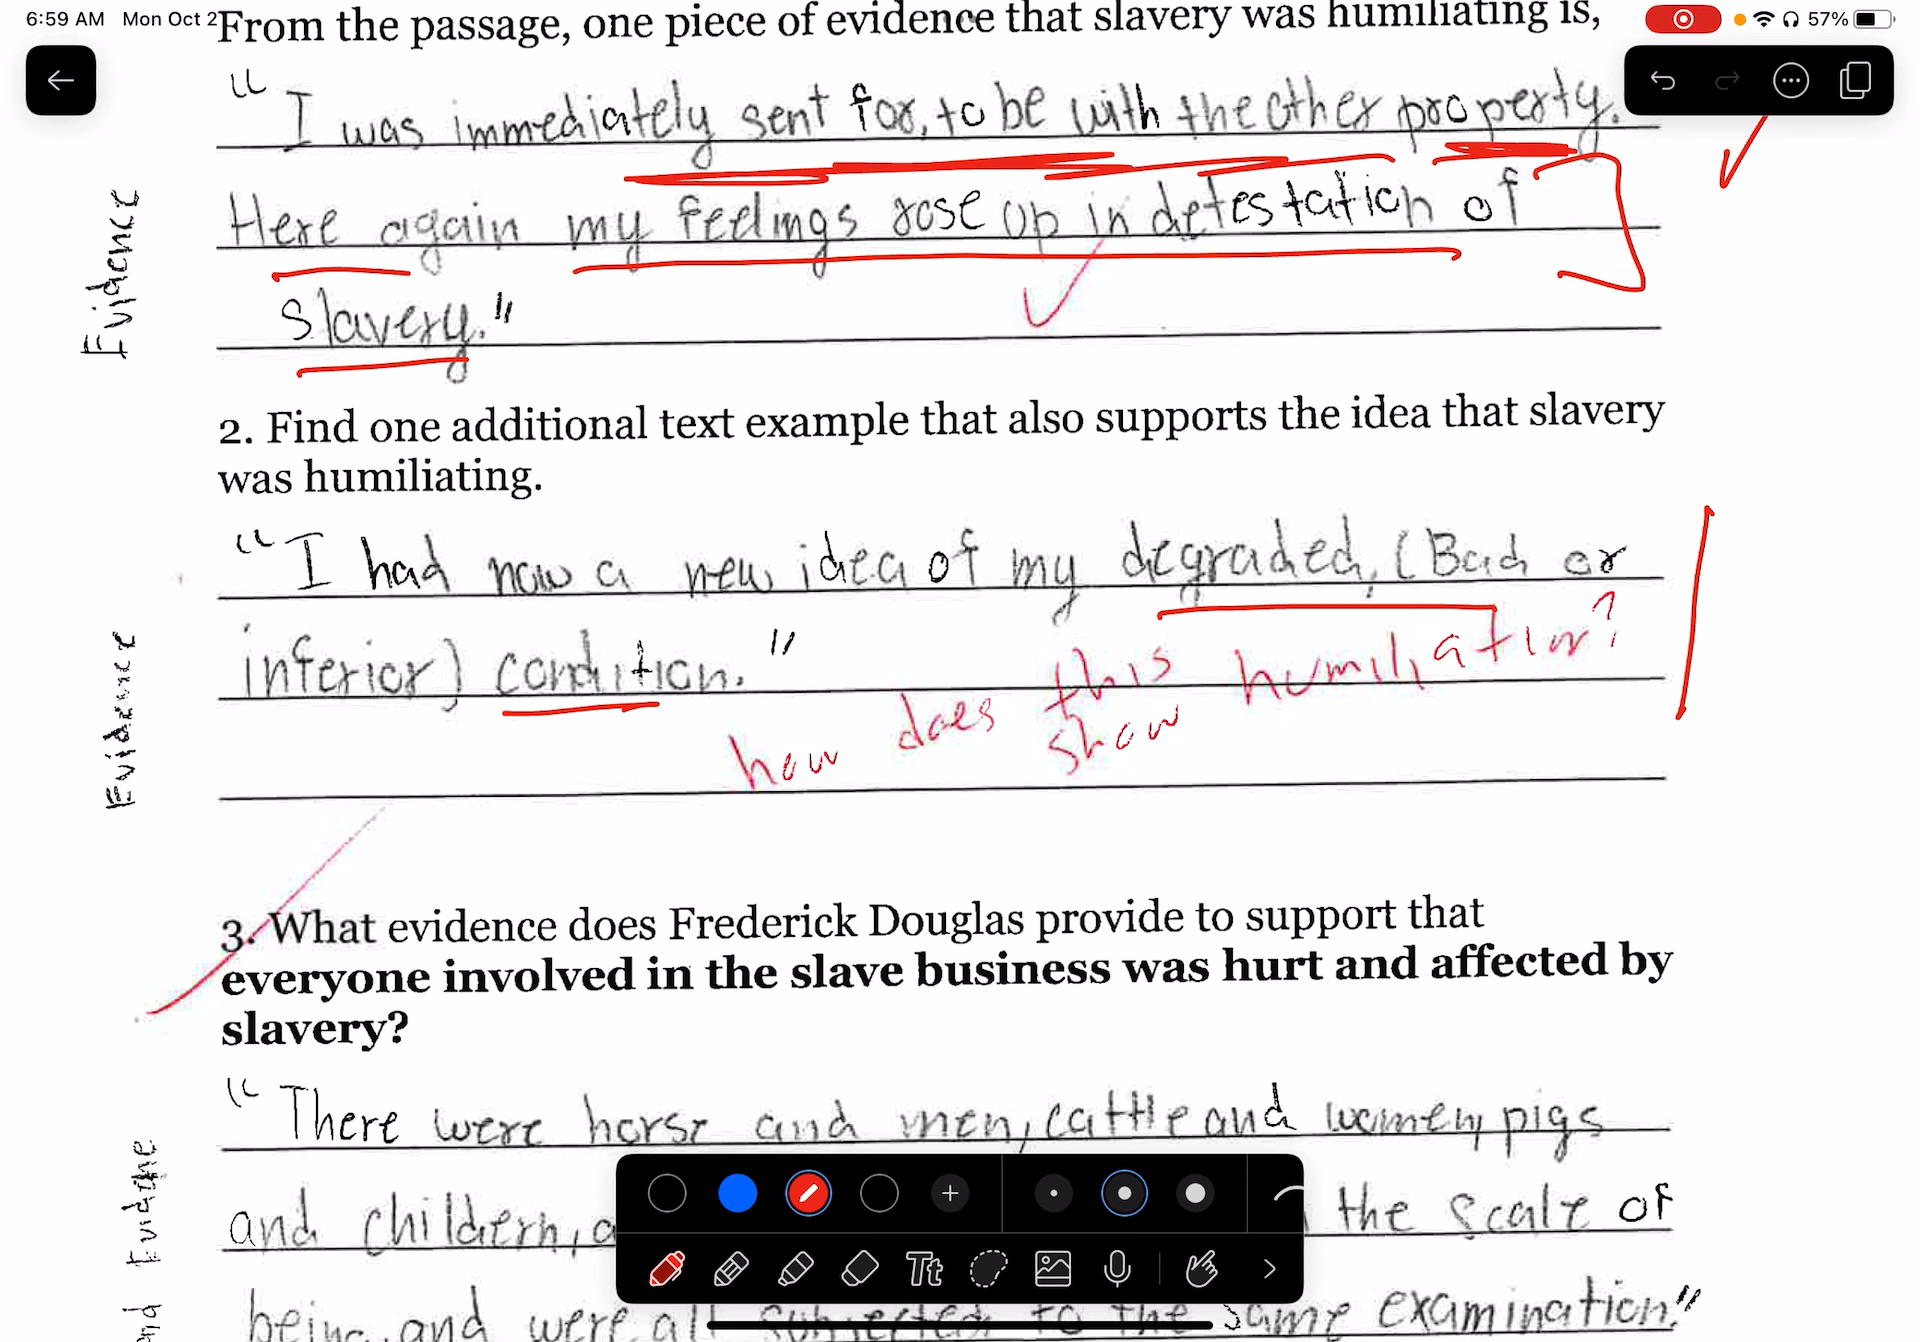 6:59 AM Mon Oct 2
57%
From the passage, one piece of evidence that slavery was humiliating is,
"I was immediately sent for, to be with the other property.
Here again my feelings rose up in detestation of
slavery."
Evidence
2. Find one additional text example that also supports the idea that slavery
was humiliating.
"I had now a new idea of my degraded, (Bad or
inferior) condition."
how does this show humiliation?
Evidence
3. What evidence does Frederick Douglas provide to support that
everyone involved in the slave business was hurt and affected by
slavery?
"There were horse and men, cattle and women, pigs
and childern, the scale of
being, and were all subjected to the same examination."
Tt